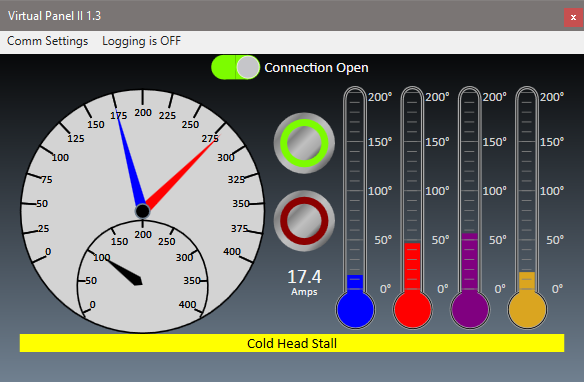 Virtual Panel II 1.3
x
Comm Settings Logging is OFF
Connection Open
0 25 50 75 100 125 150 175 200 225 250 275 300 325 350 375 400
0 50 100 150 200 250 300 350 400
17.4
Amps
200° 200° 200° 200°
150° 150° 150° 150°
100° 100° 100° 100°
50° 50° 50° 50°
0° 0° 0° 0°
Cold Head Stall